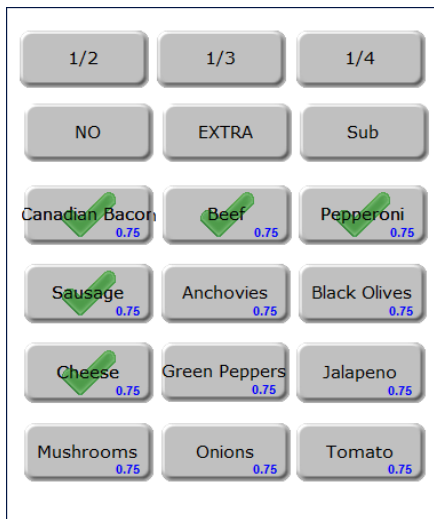 1/2 1/3 1/4
NO EXTRA Sub
Canadian Bacon Beef Pepperoni
0.75 0.75 0.75
Sausage Anchovies Black Olives
0.75 0.75 0.75
Cheese Green Peppers Jalapeno
0.75 0.75 0.75
Mushrooms Onions Tomato
0.75 0.75 0.75